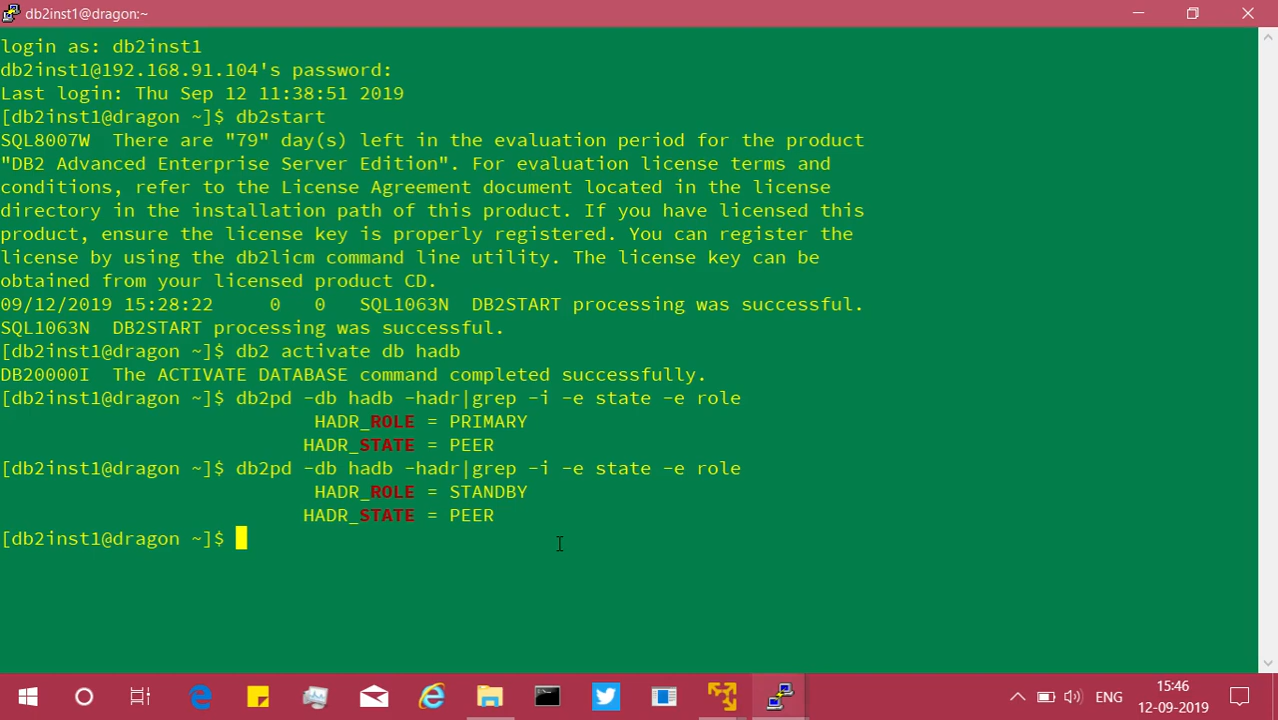 db2inst1@dragon:~
login as: db2inst1
db2inst1@192.168.91.104's password:
Last login: Thu Sep 12 11:38:51 2019
[db2inst1@dragon ~]$ db2start
SQL8007W  There are "79" day(s) left in the evaluation period for the product
"DB2 Advanced Enterprise Server Edition". For evaluation license terms and
conditions, refer to the License Agreement document located in the license
directory in the installation path of this product. If you have licensed this
product, ensure the license key is properly registered. You can register the
license by using the db2licm command line utility. The license key can be
obtained from your licensed product CD.
09/12/2019 15:28:22     0   0   SQL1063N  DB2START processing was successful.
SQL1063N  DB2START processing was successful.
[db2inst1@dragon ~]$ db2 activate db hadb
DB20000I  The ACTIVATE DATABASE command completed successfully.
[db2inst1@dragon ~]$ db2pd -db hadb -hadr|grep -i -e state -e role
HADR_ROLE = PRIMARY
HADR_STATE = PEER
[db2inst1@dragon ~]$ db2pd -db hadb -hadr|grep -i -e state -e role
HADR_ROLE = STANDBY
HADR_STATE = PEER
[db2inst1@dragon ~]$
ENG
15:46
12-09-2019